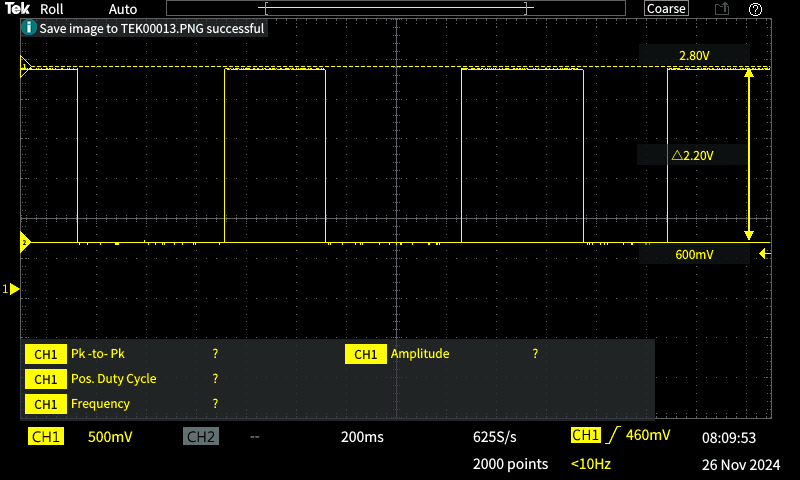 Tek Roll Auto Coarse
Save image to TEK00013.PNG successful
2.80V
△2.20V
600mV
1
2
1
CH1 Pk -to- Pk ? CH1 Amplitude ?
CH1 Pos. Duty Cycle ?
CH1 Frequency ?
CH1 500mV CH2 -- 200ms 625S/s CH1 460mV 08:09:53
2000 points <10Hz 26 Nov 2024